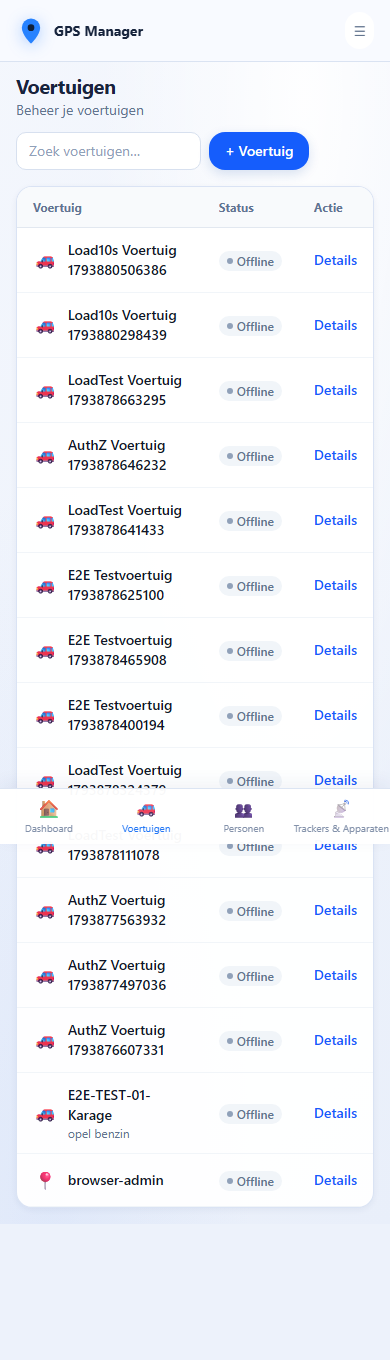 GPS Manager
☰
Voertuigen
Beheer je voertuigen
Zoek voertuigen...
+ Voertuig
Voertuig Status Actie
Load10s Voertuig
1793880506386
Offline Details
Load10s Voertuig
1793880298439
Offline Details
LoadTest Voertuig
1793878663295
Offline Details
AuthZ Voertuig
1793878646232
Offline Details
LoadTest Voertuig
1793878641433
Offline Details
E2E Testvoertuig
1793878625100
Offline Details
E2E Testvoertuig
1793878465908
Offline Details
E2E Testvoertuig
1793878400194
Offline Details
LoadTest Voertuig
Offline Details
Dashboard Voertuigen Personen Trackers & Apparaten
1793878111078
Offline Details
AuthZ Voertuig
1793877563932
Offline Details
AuthZ Voertuig
1793877497036
Offline Details
AuthZ Voertuig
1793876607331
Offline Details
E2E-TEST-01-
Karage
opel benzin
Offline Details
browser-admin
Offline Details